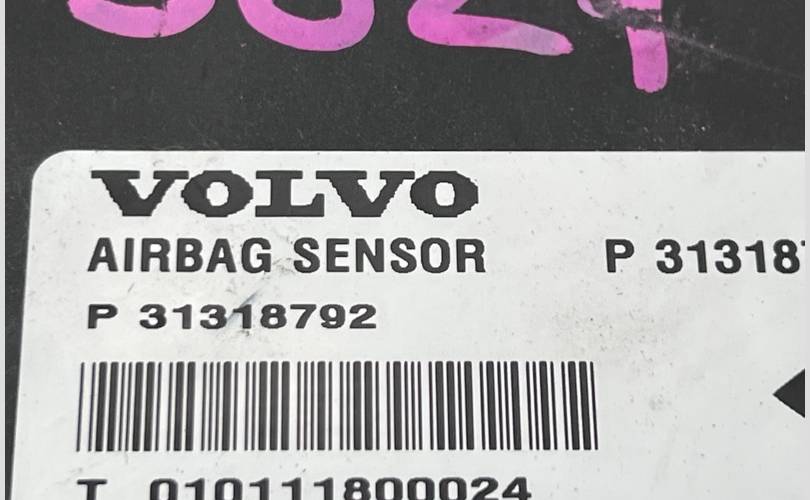 VOLVO
AIRBAG SENSOR P 31318
P 31318792
T 010111800024